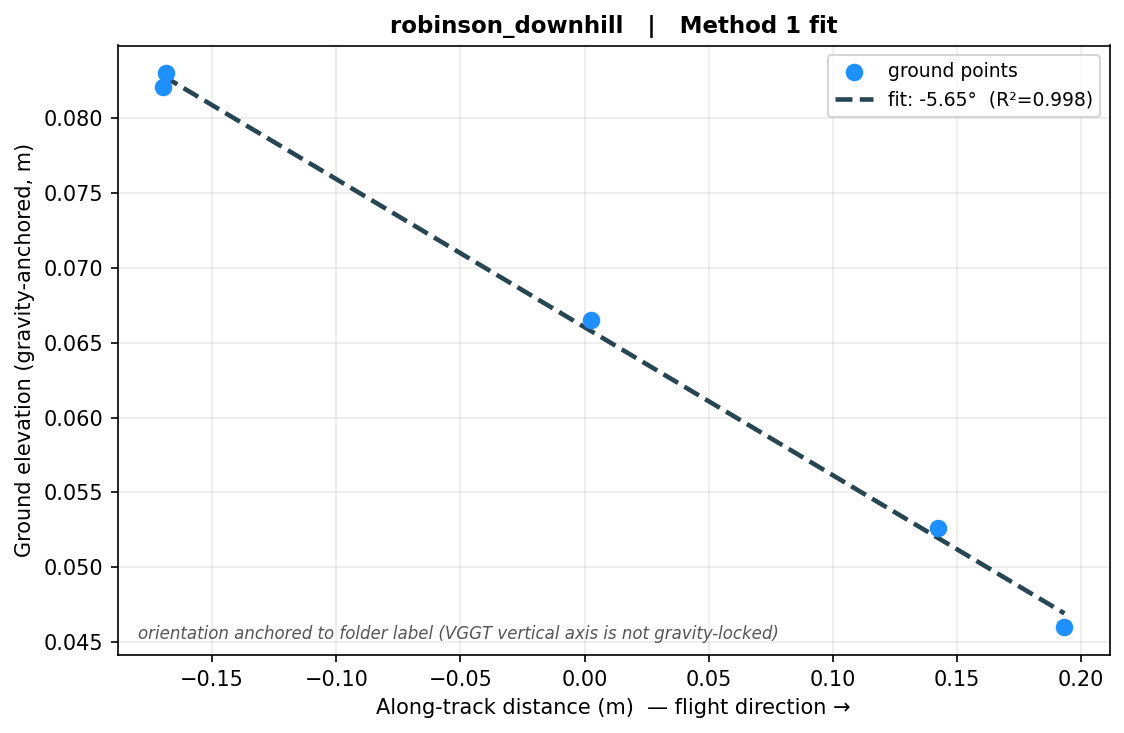 robinson_downhill   |   Method 1 fit
ground points
fit: -5.65°  (R²=0.998)
Ground elevation (gravity-anchored, m)
0.080
0.075
0.070
0.065
0.060
0.055
0.050
0.045
orientation anchored to folder label (VGGT vertical axis is not gravity-locked)
−0.15 −0.10 −0.05 0.00 0.05 0.10 0.15 0.20
Along-track distance (m)  — flight direction →